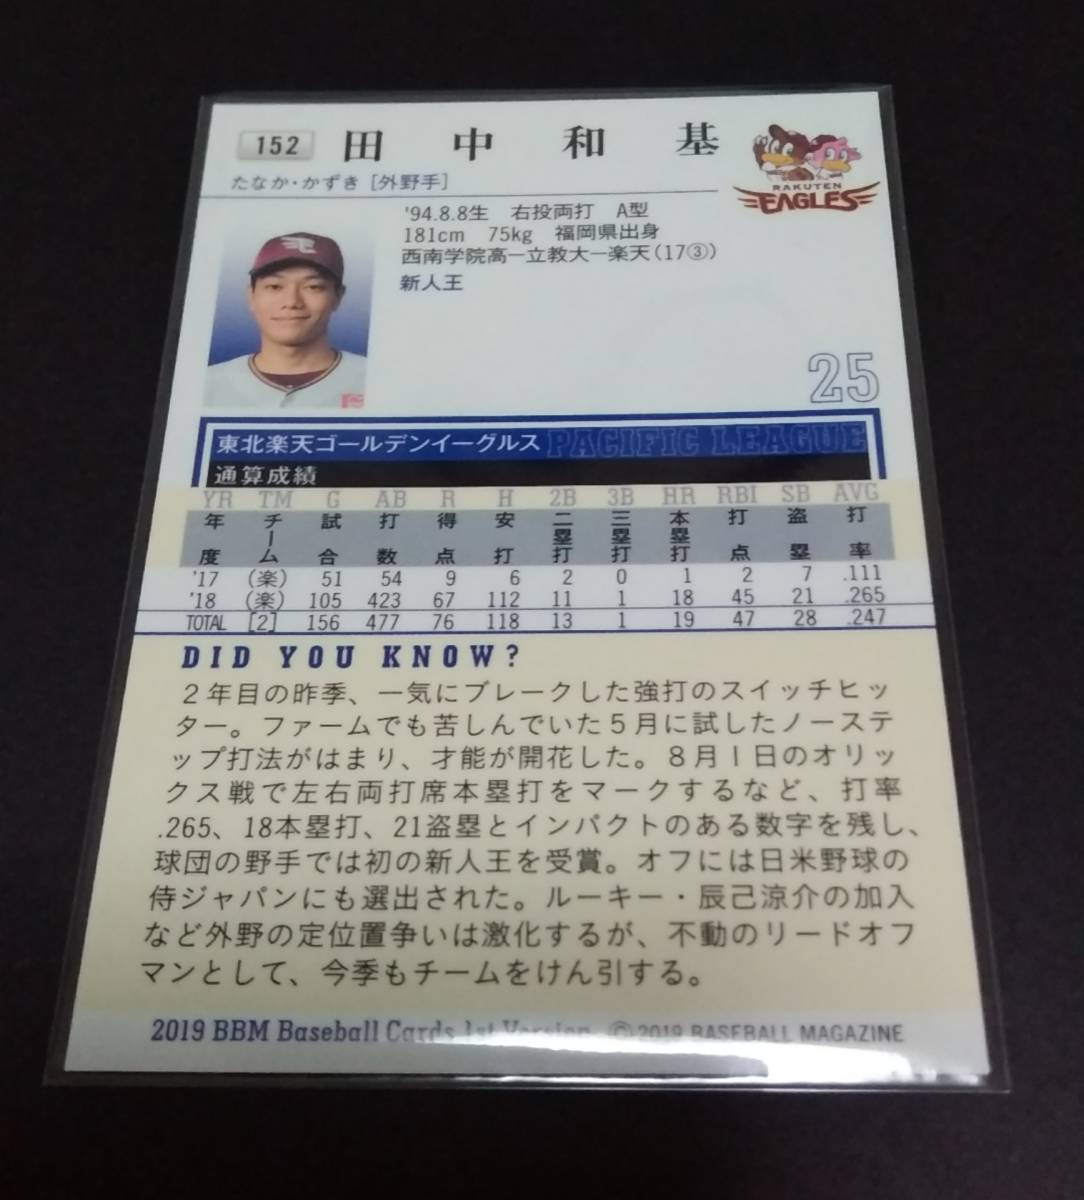 152 田中和基
たなか・かずき [外野手]
RAKUTEN
EAGLES
'94.8.8生 右投両打 A型
181cm 75kg 福岡県出身
西南学院高ー立教大ー楽天(17③)
新人王
25
東北楽天ゴールデンイーグルス PACIFIC LEAGUE
通算成績
YR TM G AB R H 2B 3B HR RBI SB AVG
年度 チーム 試合 打数 得点 安打 二塁打 三塁打 本塁打 打点 盗塁 打率
'17 (楽) 51 54 9 6 2 0 1 2 7 .111
'18 (楽) 105 423 67 112 11 1 18 45 21 .265
TOTAL [2] 156 477 76 118 13 1 19 47 28 .247
DID YOU KNOW?
2年目の昨季、一気にブレークした強打のスイッチヒッ
ター。ファームでも苦しんでいた5月に試したノーステ
ップ打法がはまり、才能が開花した。8月1日のオリッ
クス戦で左右両打席本塁打をマークするなど、打率
.265、18本塁打、21盗塁とインパクトのある数字を残し、
球団の野手では初の新人王を受賞。オフには日米野球の
侍ジャパンにも選出された。ルーキー・辰己涼介の加入
など外野の定位置争いは激化するが、不動のリードオフ
マンとして、今季もチームをけん引する。
2019 BBM Baseball Cards 1st Version ©2019 BASEBALL MAGAZINE